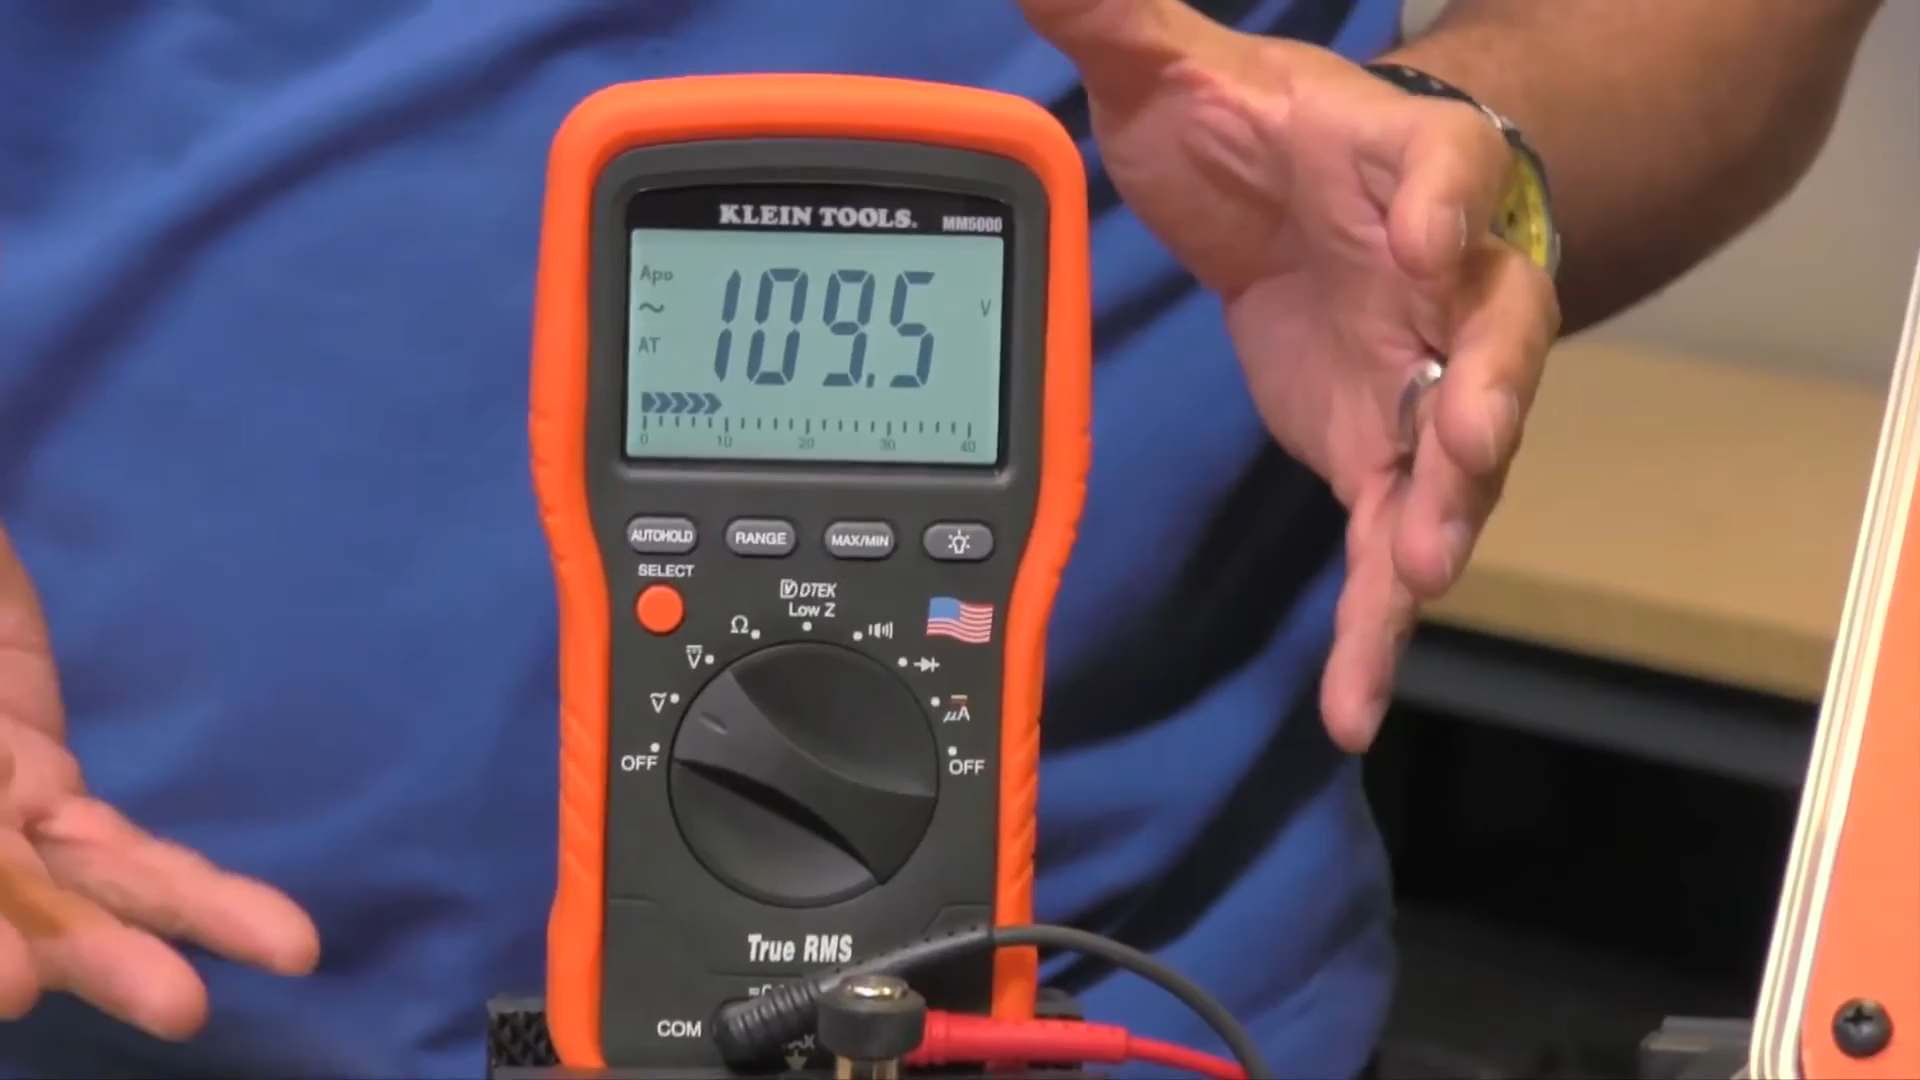 KLEIN TOOLS.
MM5000
Apo
~
109.5 V
AT
0 10 20 30 40
AUTOHOLD RANGE MAX/MIN
SELECT
V DTEK
Low Z
Ω
V
V
μA
OFF OFF
True RMS
COM